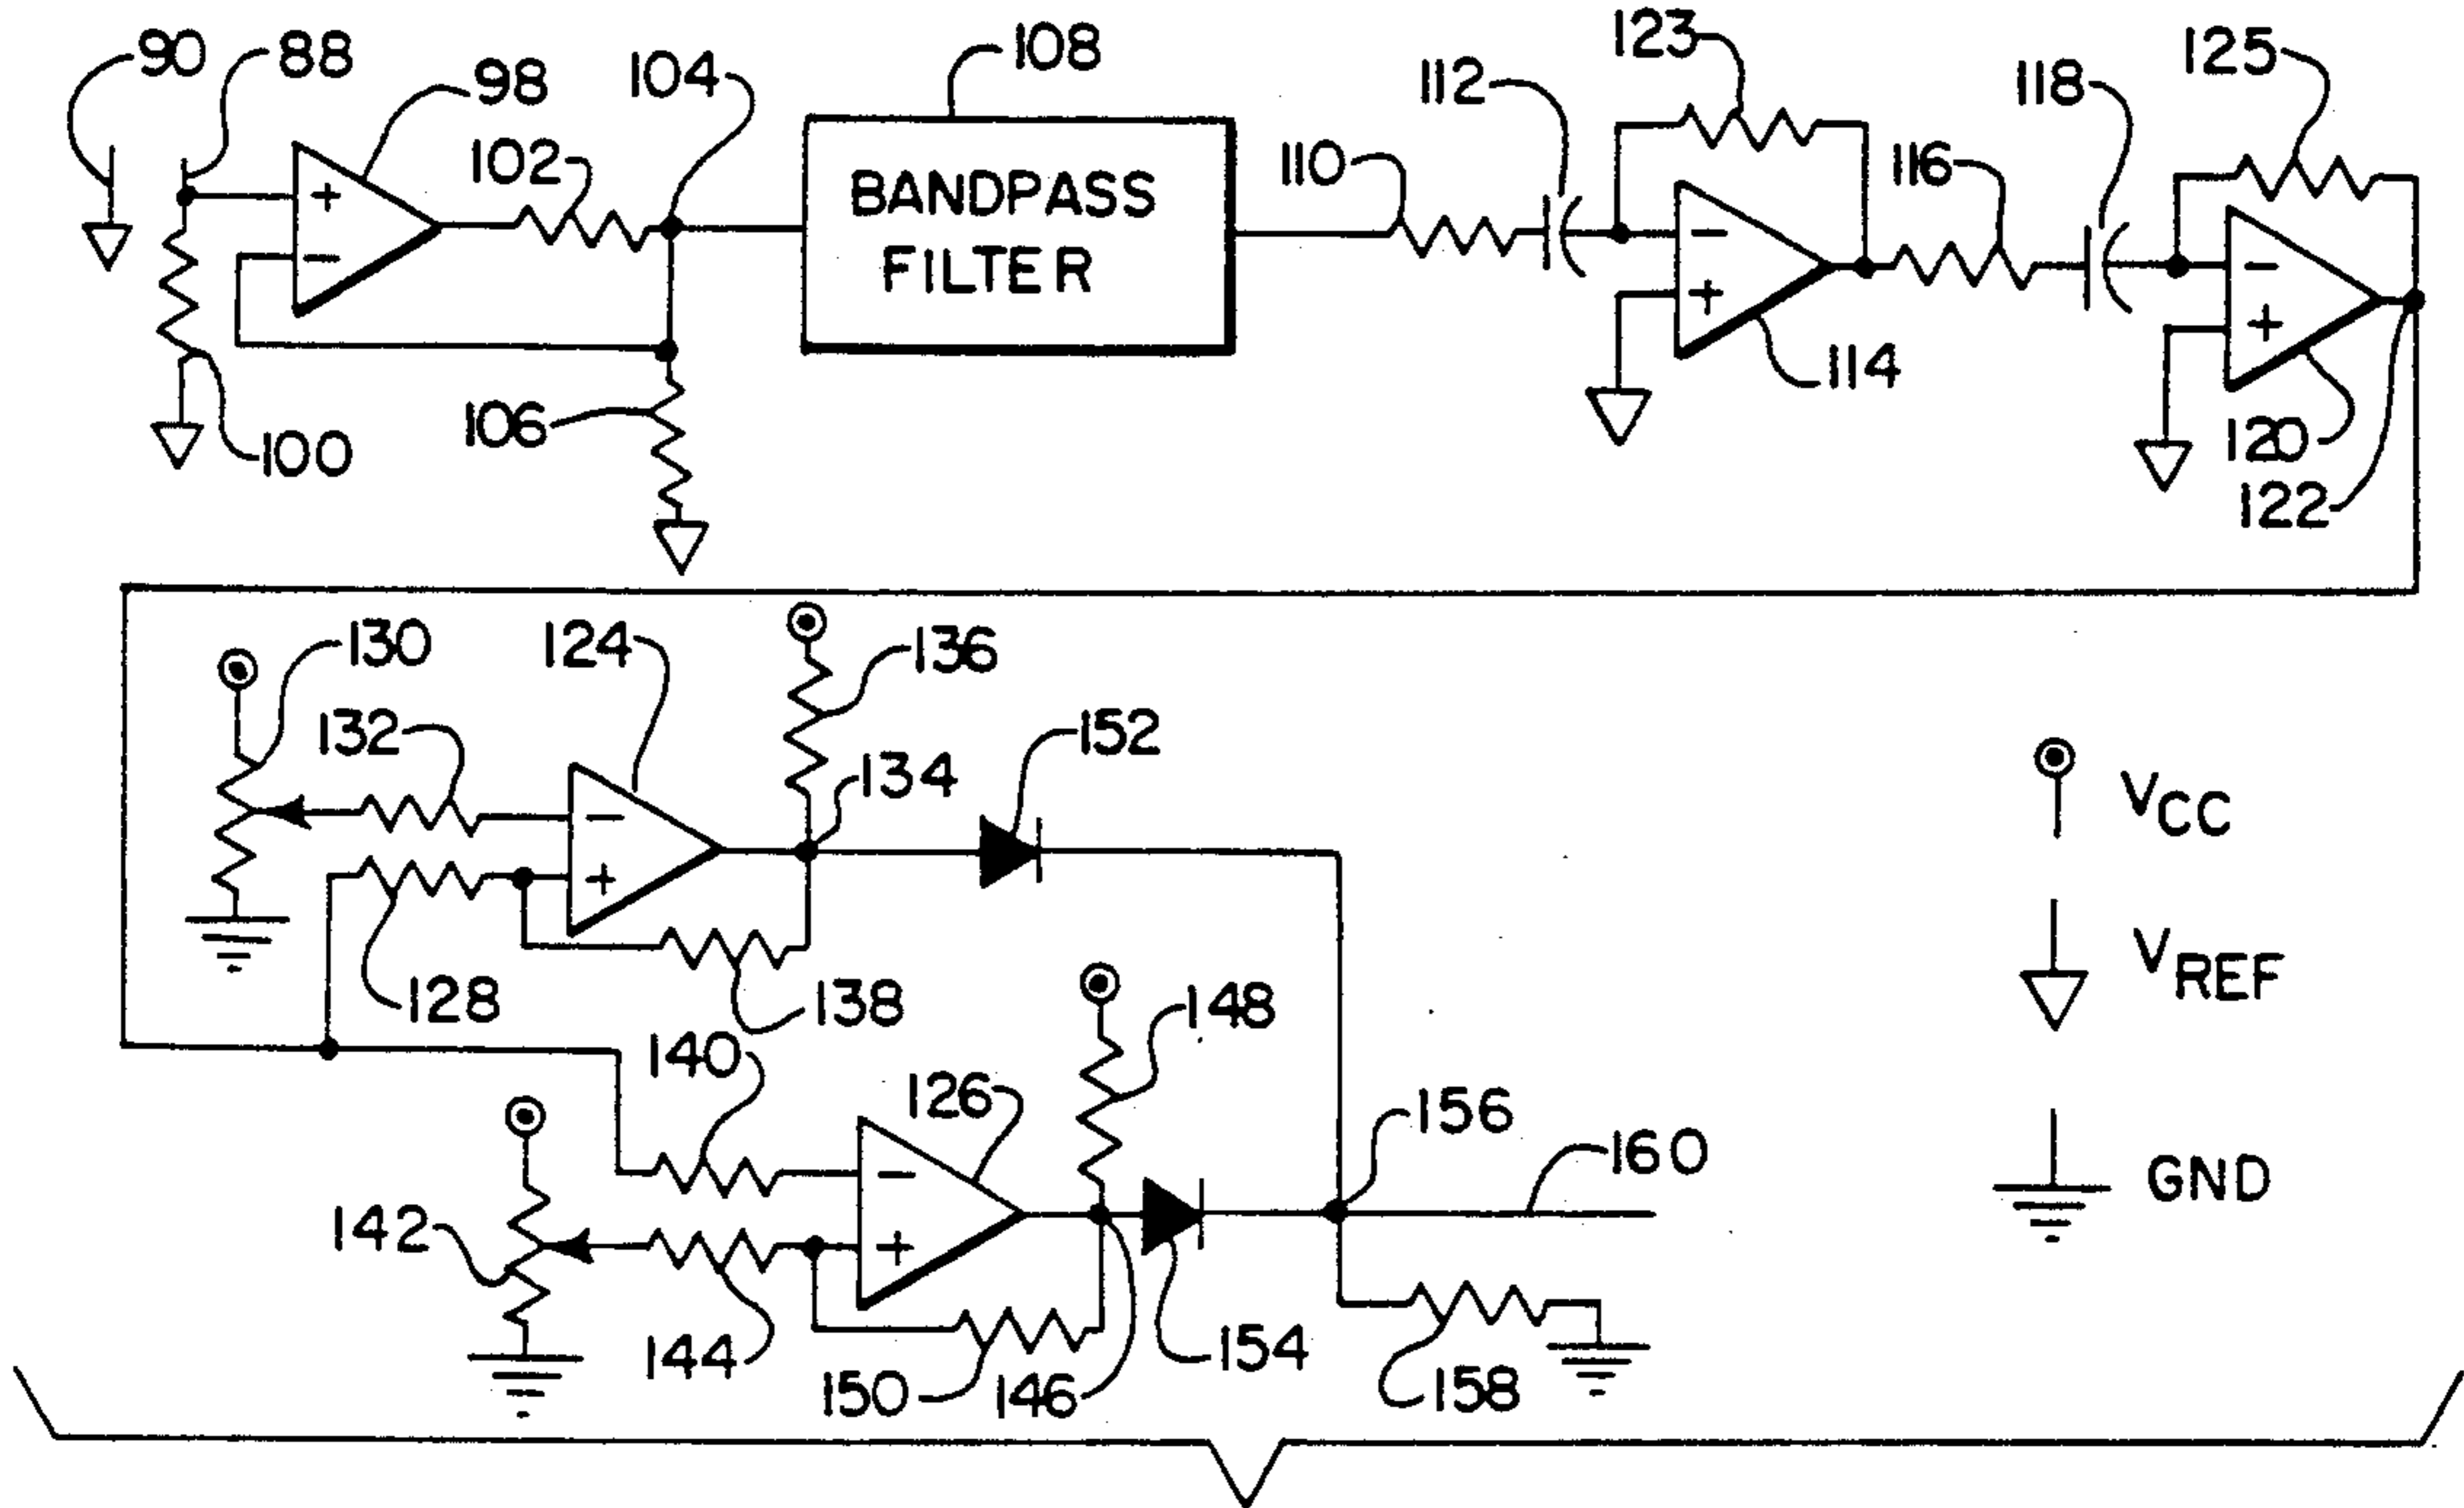 90 88 98 104 108 112 123 118 125
102 110 116
BANDPASS
FILTER
+
−
−
+
−
+
100 106 114 120
122
130 124 136
132 152
134
−
+
VCC
128 138 148
VREF
140 126 156
160
−
+
GND
142
144 150 146 154 158